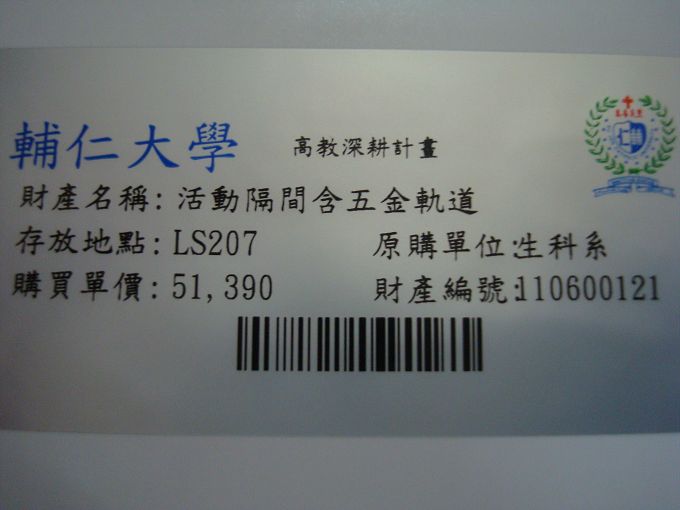 輔仁大學 高教深耕計畫
財產名稱: 活動隔間含五金軌道
存放地點: LS207 原購單位:生科系
購買單價: 51,390 財產編號:110600121